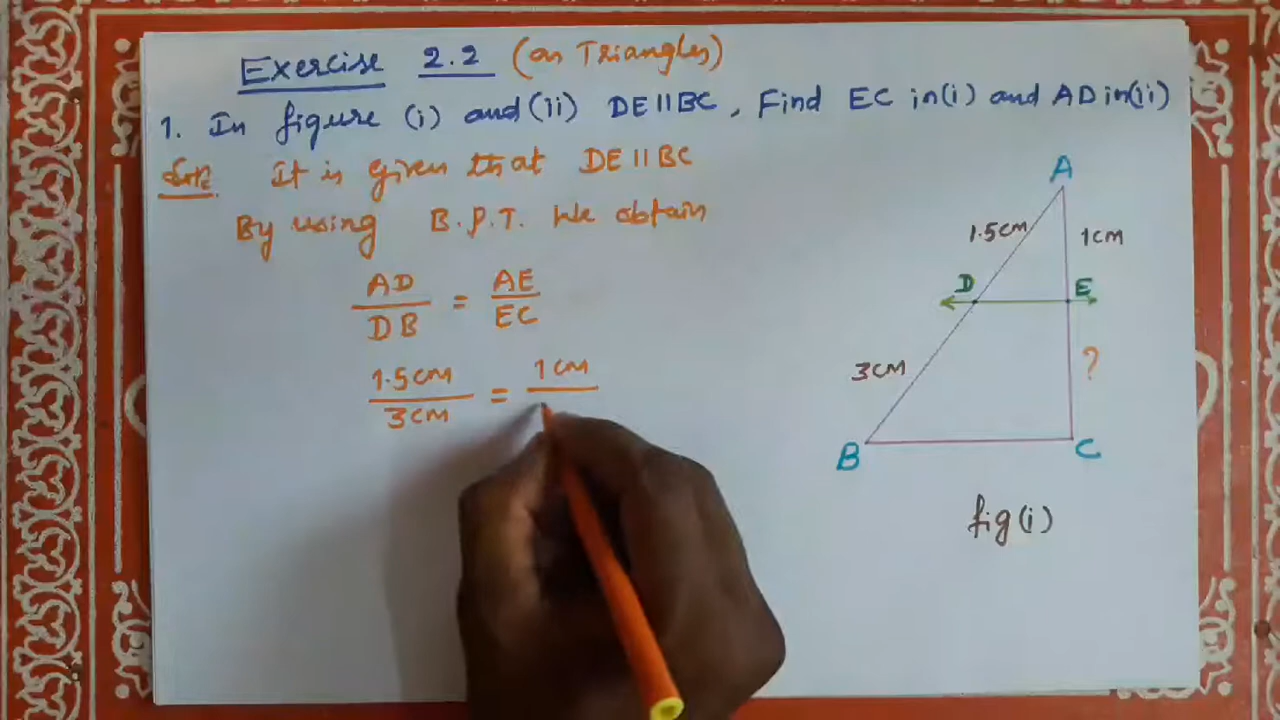 Exercise 2.2 (on Triangles)
1. In figure (i) and (ii) DE||BC, Find EC in(i) and AD in(ii)
Soln: It is given that DE||BC
By using B.P.T. We obtain
AD/DB = AE/EC
1.5cm/3cm = 1cm/
A
1.5cm
1cm
D
E
3cm
?
B
C
fig(i)